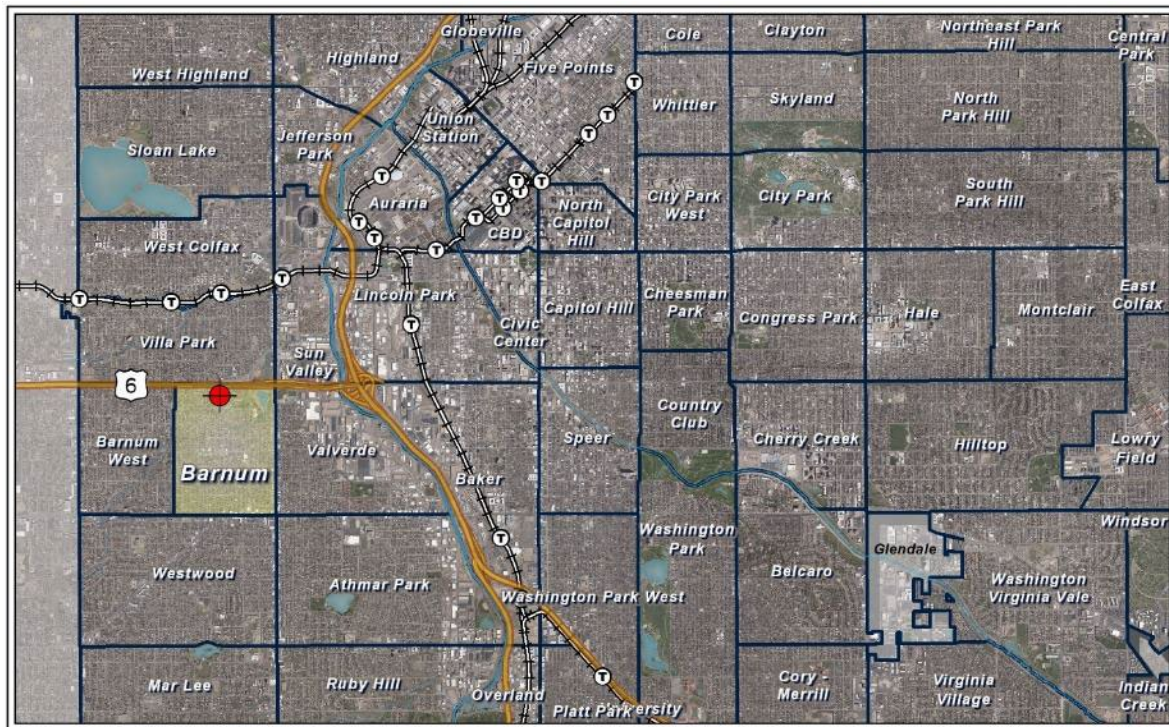 Globeville
Cole
Clayton
Northeast Park
Hill
Central
Park
Highland
West Highland
Five Points
Whittier
Skyland
North
Park Hill
Union
Station
Jefferson
Park
Sloan Lake
T
T
T
T
Auraria
T
T
T
T
T
T
T
North
Capitol
Hill
City Park
West
City Park
South
Park Hill
CBD
T
T
T
West Colfax
T
T
T
T
Lincoln Park
T
Capitol Hill
Cheesman
Park
Congress Park
Hale
Montclair
East
Colfax
Civic
Center
Villa Park
Sun
Valley
6
Barnum
West
Barnum
Valverde
Baker
Speer
Country
Club
Cherry Creek
Hilltop
Lowry
Field
Windsor
Westwood
Athmar Park
T
Washington
Park
Belcaro
Glendale
Washington
Virginia Vale
Washington Park West
Mar Lee
Ruby Hill
Overland
T
Platt Park
University
Cory -
Merrill
Virginia
Village
Indian
Creek